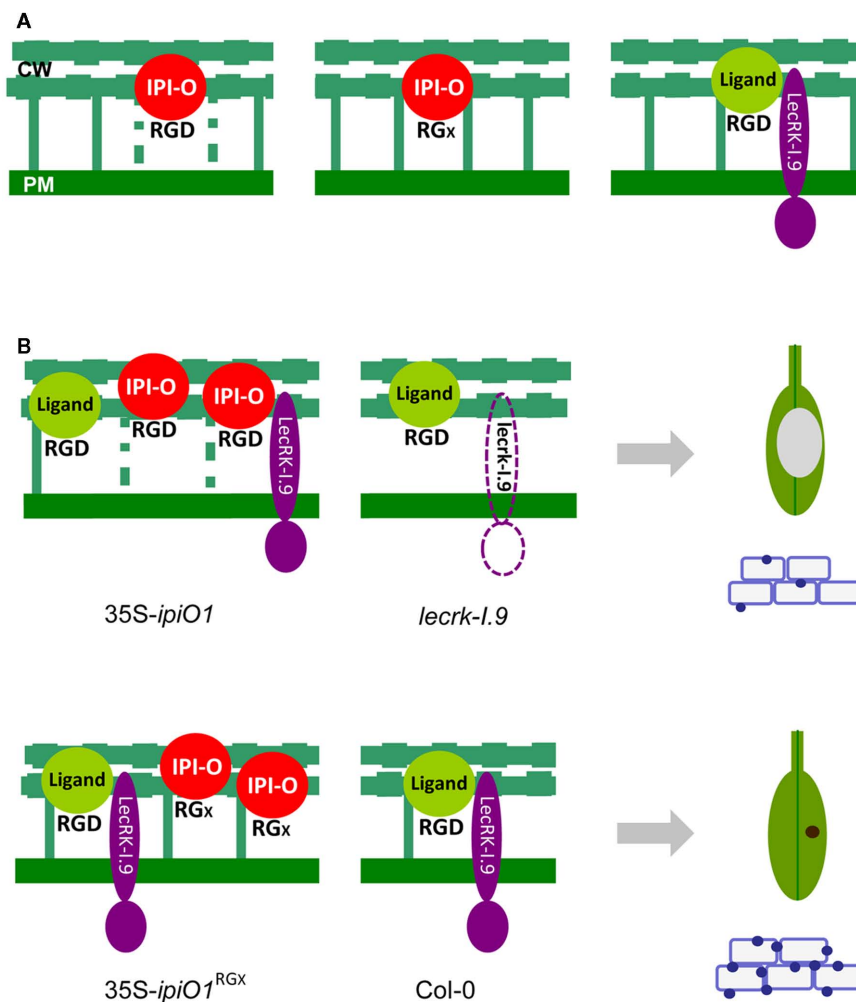 A
CW
PM
IPI-O
RGD
IPI-O
RGx
Ligand
RGD
LecRK-I.9
B
Ligand
RGD
IPI-O
RGD
IPI-O
RGD
LecRK-I.9
35S-ipiO1
Ligand
RGD
lecrk-I.9
lecrk-I.9
Ligand
RGD
LecRK-I.9
IPI-O
RGx
IPI-O
RGx
35S-ipiO1RGX
Ligand
RGD
LecRK-I.9
Col-0